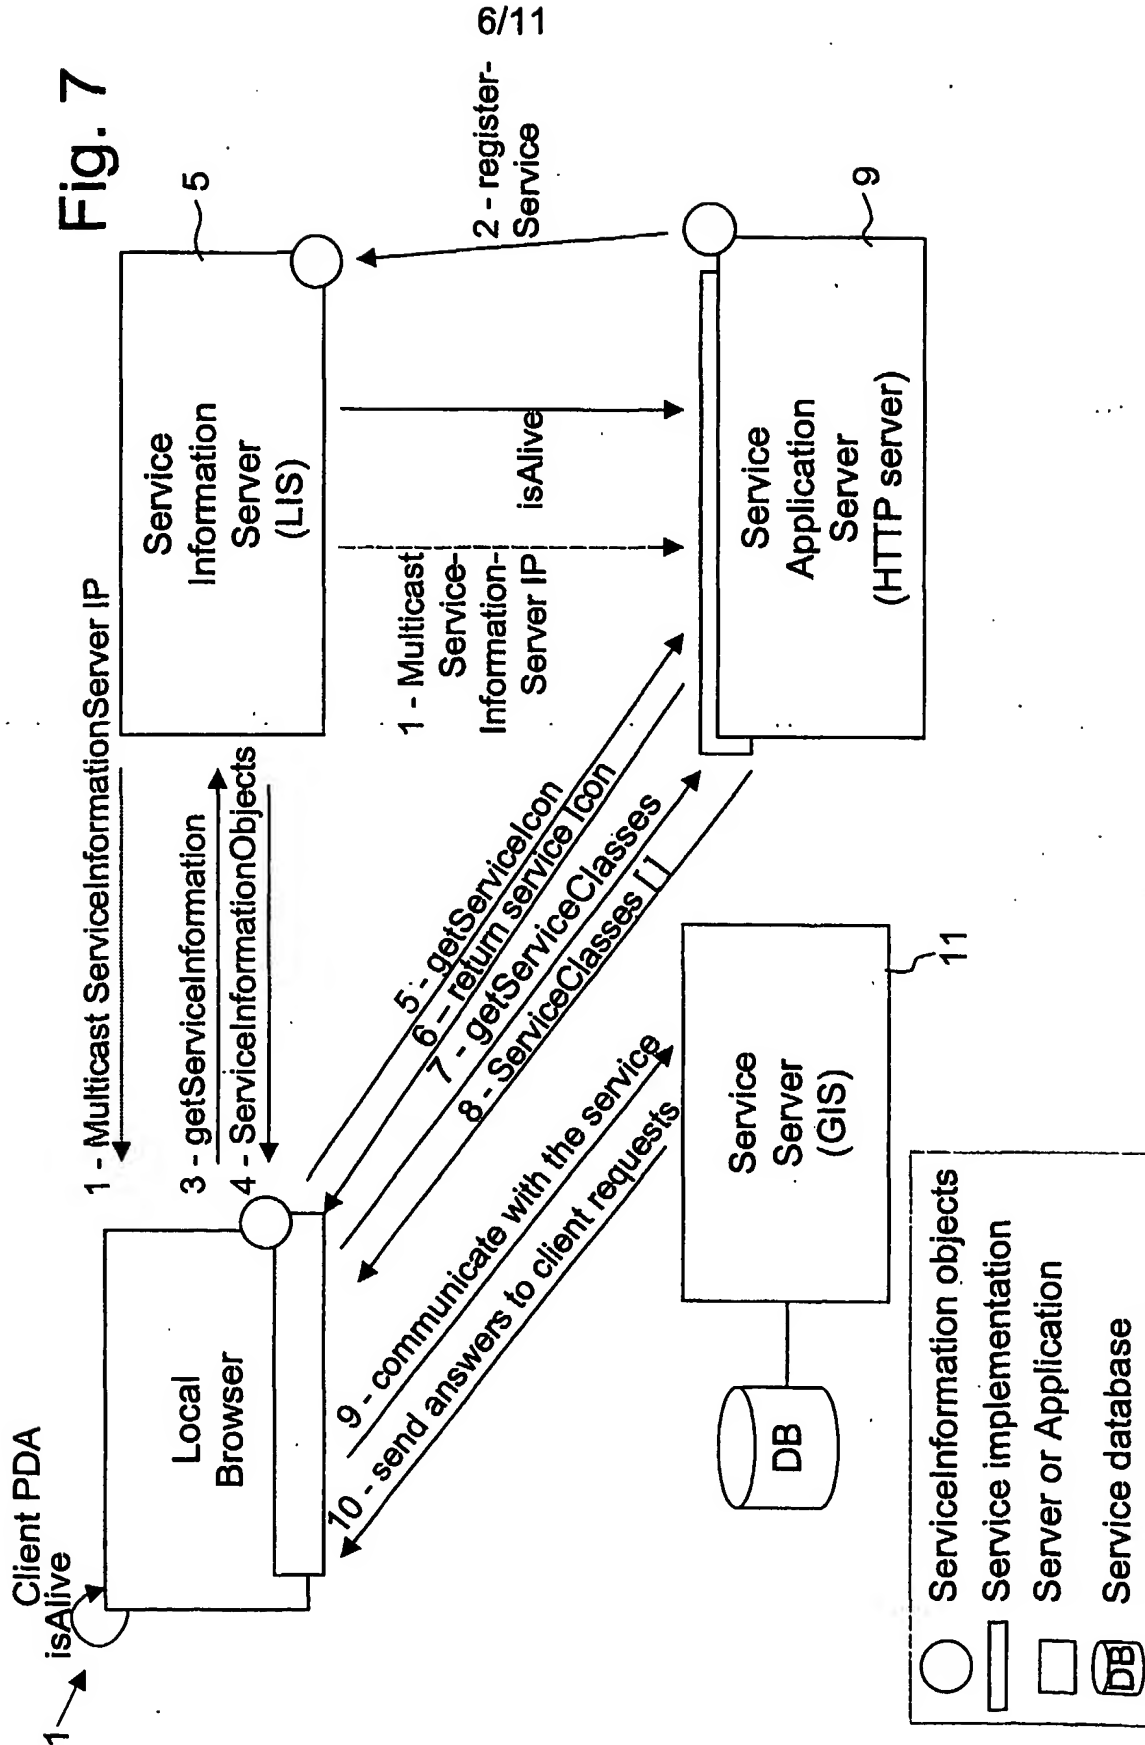 6/11
Fig. 7
Client PDA
isAlive
1
Local
Browser
1 - Multicast ServiceInformationServer IP
3 - getServiceInformation
4 - ServiceInformationObjects
Service
Information
Server
(LIS)
5
1 - Multicast
Service-
Information-
Server IP
isAlive
2 - register-
Service
5 - getServiceIcon
6 - return service Icon
7 - getServiceClasses
8 - ServiceClasses [ ]
9 - communicate with the service
10 - send answers to client requests
Service
Application
Server
(HTTP server)
9
Service
Server
(GIS)
11
DB
ServiceInformation objects
Service implementation
Server or Application
DB
Service database